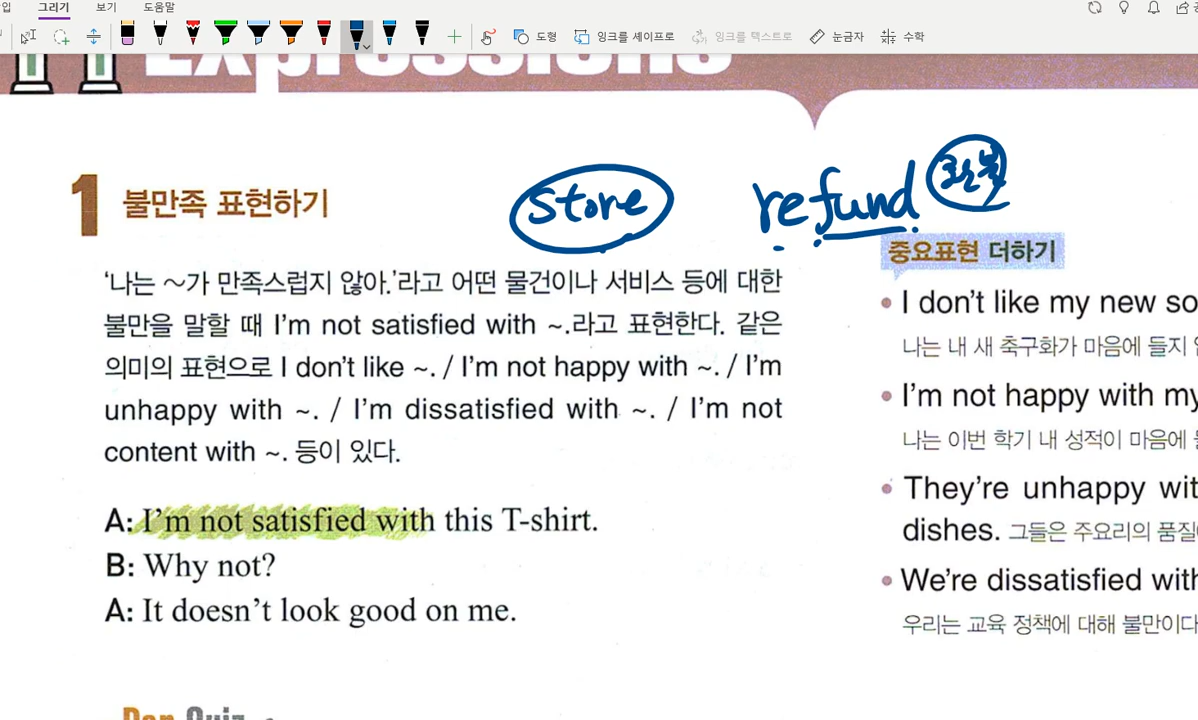 입 그리기 보기 도움말
도형 잉크를 셰이프로 잉크를 텍스트로 눈금자 수학
Expressions
1 불만족 표현하기
store
refund 환불
'나는 ~가 만족스럽지 않아.'라고 어떤 물건이나 서비스 등에 대한
불만을 말할 때 I'm not satisfied with ~.라고 표현한다. 같은
의미의 표현으로 I don't like ~. / I'm not happy with ~. / I'm
unhappy with ~. / I'm dissatisfied with ~. / I'm not
content with ~. 등이 있다.
A: I'm not satisfied with this T-shirt.
B: Why not?
A: It doesn't look good on me.
중요표현 더하기
• I don't like my new so
나는 내 새 축구화가 마음에 들지
• I'm not happy with my
나는 이번 학기 내 성적이 마음에
• They're unhappy wit
dishes. 그들은 주요리의 품질
• We're dissatisfied with
우리는 교육 정책에 대해 불만이다
Pop Quiz